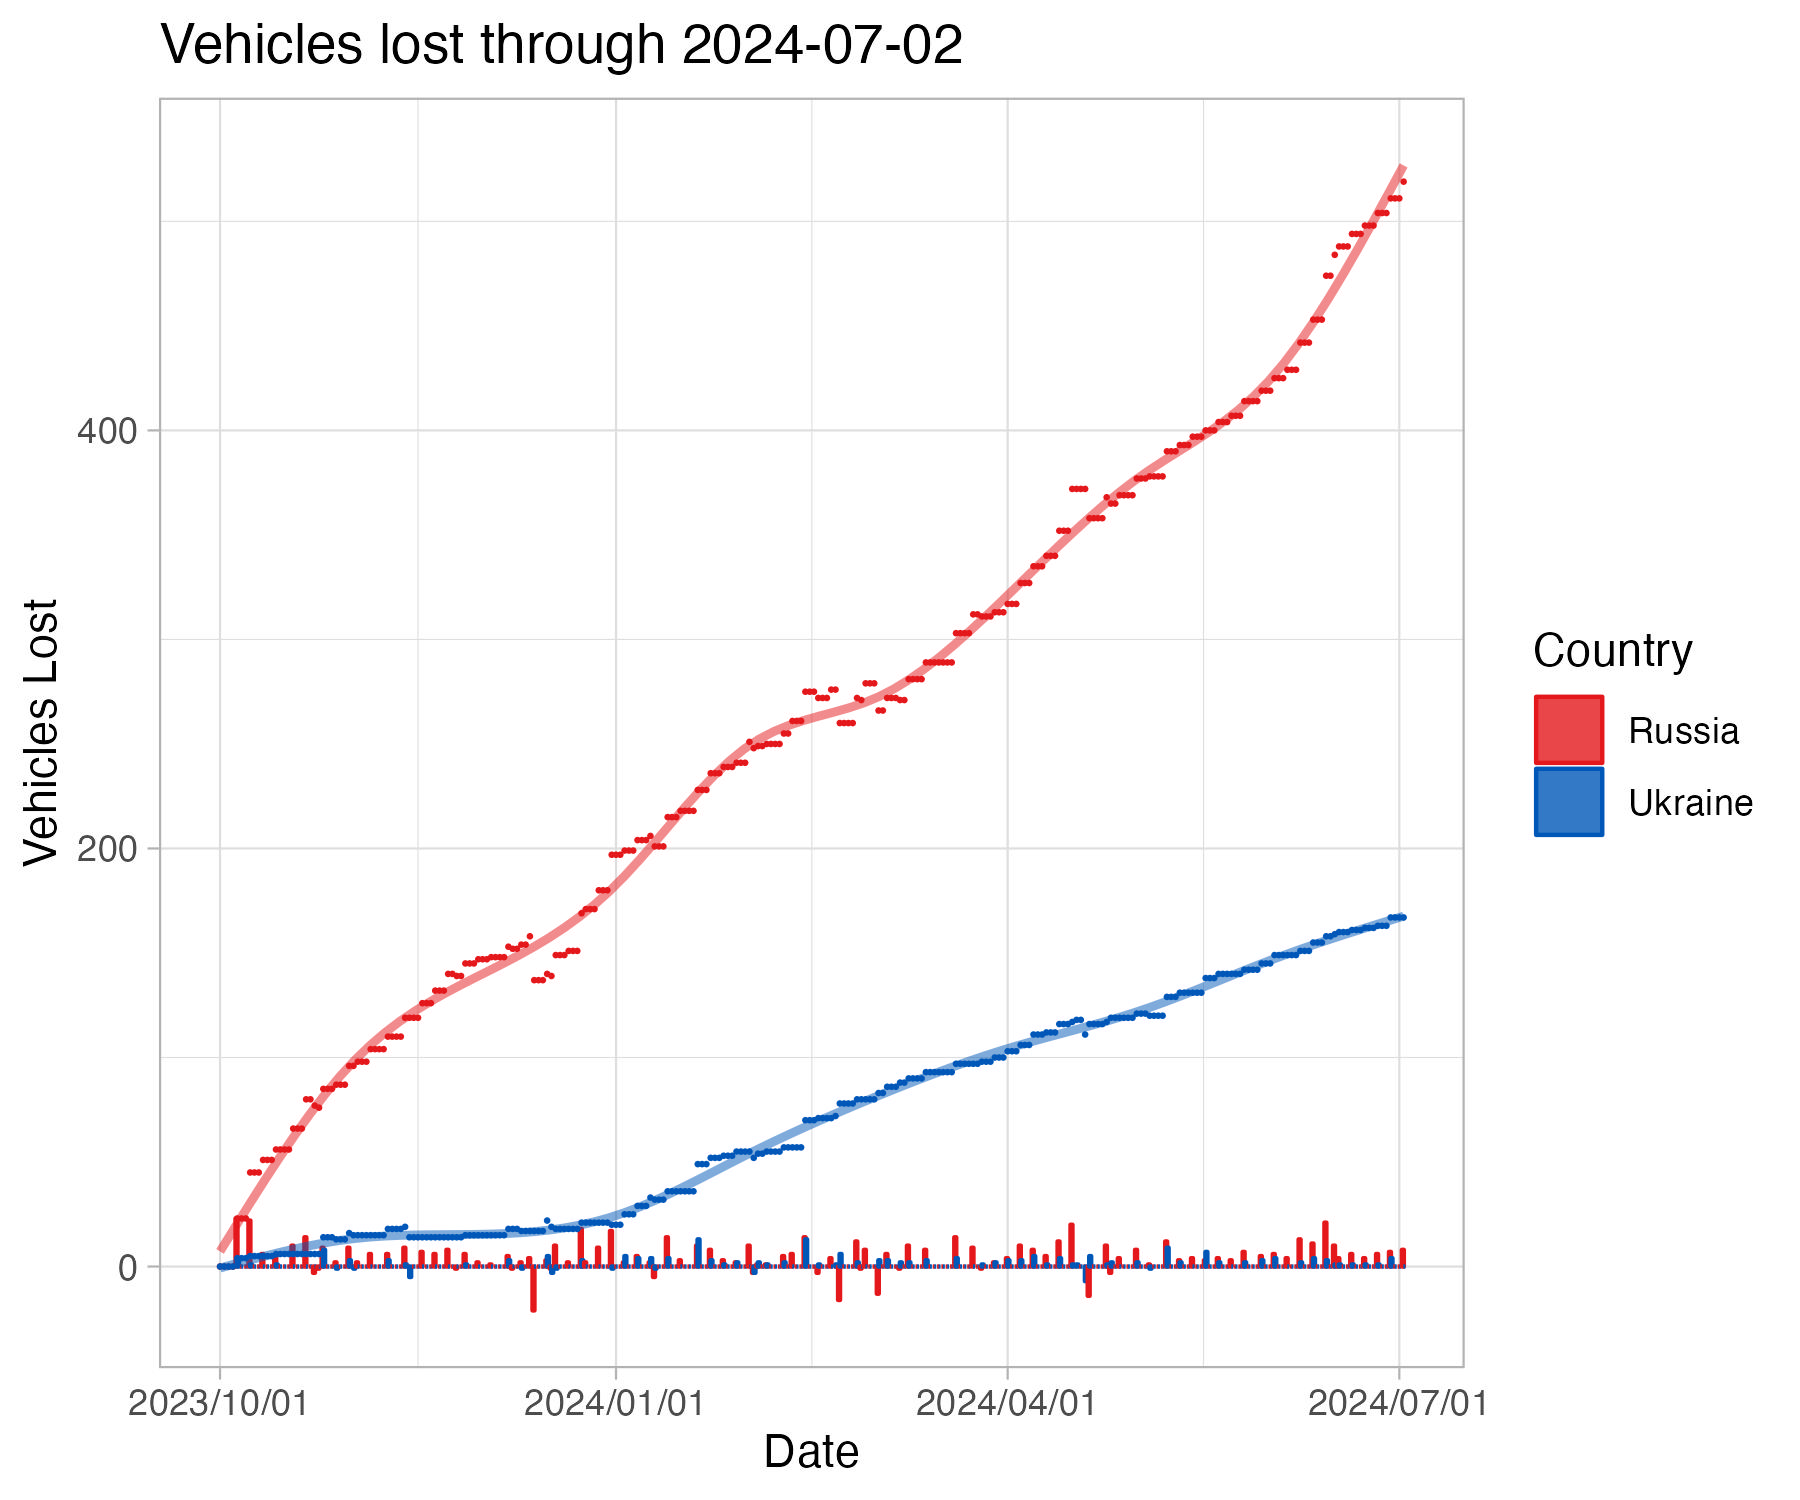 Vehicles lost through 2024-07-02
Vehicles Lost
400
200
0
2023/10/01
2024/01/01
2024/04/01
2024/07/01
Date
Country
Russia
Ukraine